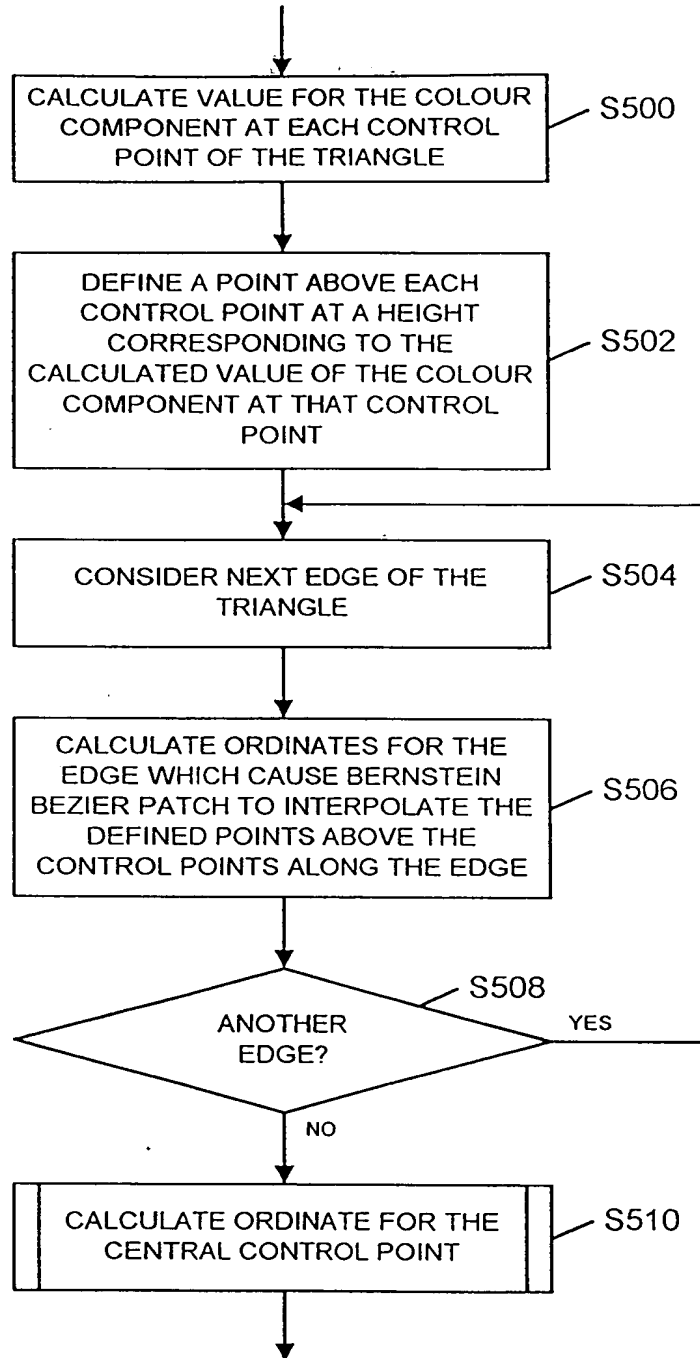 CALCULATE VALUE FOR THE COLOUR
COMPONENT AT EACH CONTROL
POINT OF THE TRIANGLE
S500
DEFINE A POINT ABOVE EACH
CONTROL POINT AT A HEIGHT
CORRESPONDING TO THE
CALCULATED VALUE OF THE COLOUR
COMPONENT AT THAT CONTROL
POINT
S502
CONSIDER NEXT EDGE OF THE
TRIANGLE
S504
CALCULATE ORDINATES FOR THE
EDGE WHICH CAUSE BERNSTEIN
BEZIER PATCH TO INTERPOLATE THE
DEFINED POINTS ABOVE THE
CONTROL POINTS ALONG THE EDGE
S506
S508
ANOTHER
EDGE?
YES
NO
CALCULATE ORDINATE FOR THE
CENTRAL CONTROL POINT
S510